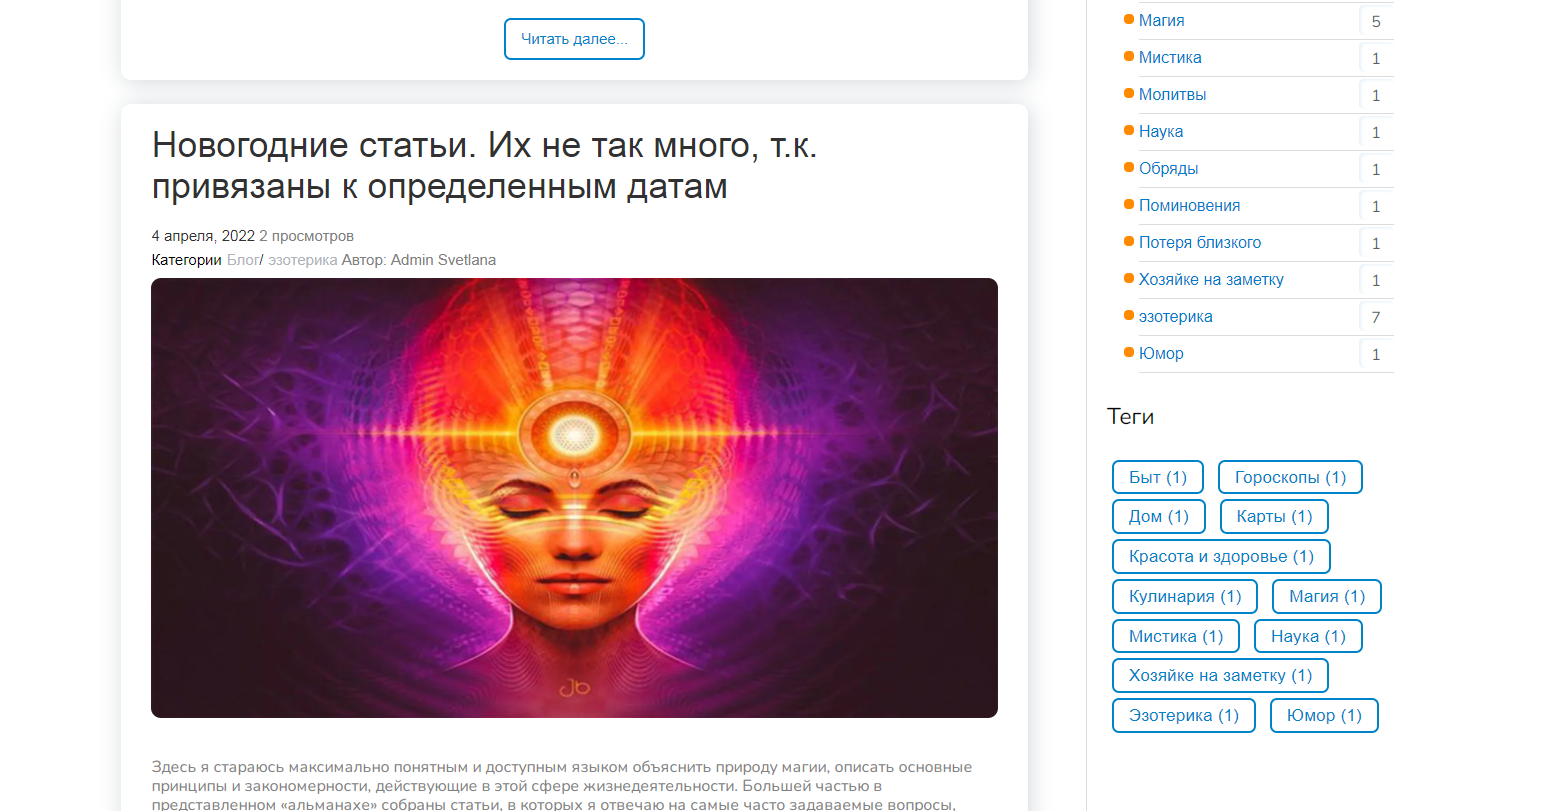 Читать далее...
Новогодние статьи. Их не так много, т.к.
привязаны к определенным датам
4 апреля, 2022 2 просмотров
Категории Блог/ эзотерика Автор: Admin Svetlana
Jb
Здесь я стараюсь максимально понятным и доступным языком объяснить природу магии, описать основные
принципы и закономерности, действующие в этой сфере жизнедеятельности. Большей частью в
представленном «альманахе» собраны статьи, в которых я отвечаю на самые часто задаваемые вопросы,
Магия 5
Мистика 1
Молитвы 1
Наука 1
Обряды 1
Поминовения 1
Потеря близкого 1
Хозяйке на заметку 1
эзотерика 7
Юмор 1
Теги
Быт (1) Гороскопы (1)
Дом (1) Карты (1)
Красота и здоровье (1)
Кулинария (1) Магия (1)
Мистика (1) Наука (1)
Хозяйке на заметку (1)
Эзотерика (1) Юмор (1)